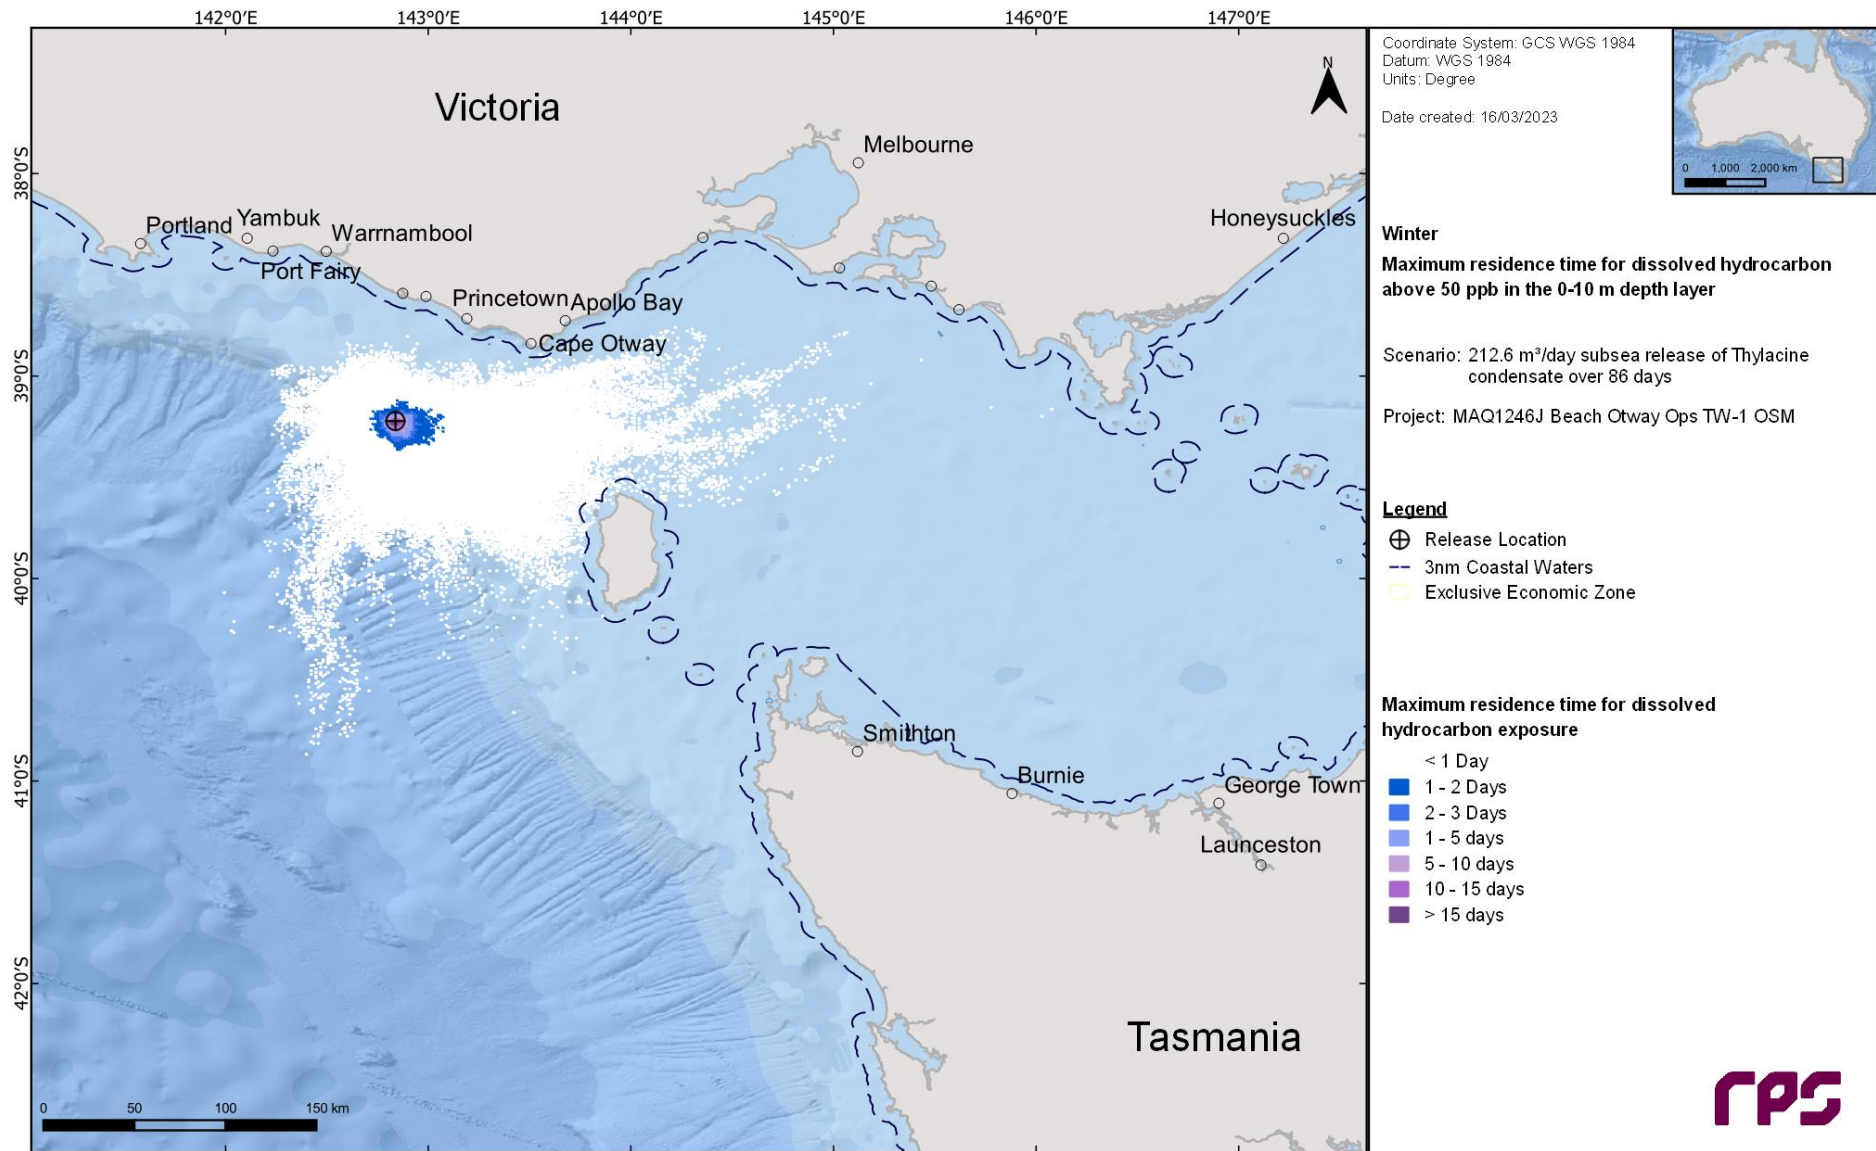 142°0'E
143°0'E
144°0'E
145°0'E
146°0'E
147°0'E
38°0'S
39°0'S
40°0'S
41°0'S
42°0'S
N
Victoria
Melbourne
Honeysuckles
Portland
Yambuk
Warrnambool
Port Fairy
Princetown
Apollo Bay
Cape Otway
Smithton
Burnie
George Town
Launceston
Tasmania
0 50 100 150 km
Coordinate System: GCS WGS 1984
Datum: WGS 1984
Units: Degree
Date created: 16/03/2023
0 1,000 2,000 km
Winter
Maximum residence time for dissolved hydrocarbon
above 50 ppb in the 0-10 m depth layer
Scenario: 212.6 m³/day subsea release of Thylacine
condensate over 86 days
Project: MAQ1246J Beach Otway Ops TW-1 OSM
Legend
Release Location
3nm Coastal Waters
Exclusive Economic Zone
Maximum residence time for dissolved
hydrocarbon exposure
< 1 Day
1 - 2 Days
2 - 3 Days
1 - 5 days
5 - 10 days
10 - 15 days
> 15 days
rps